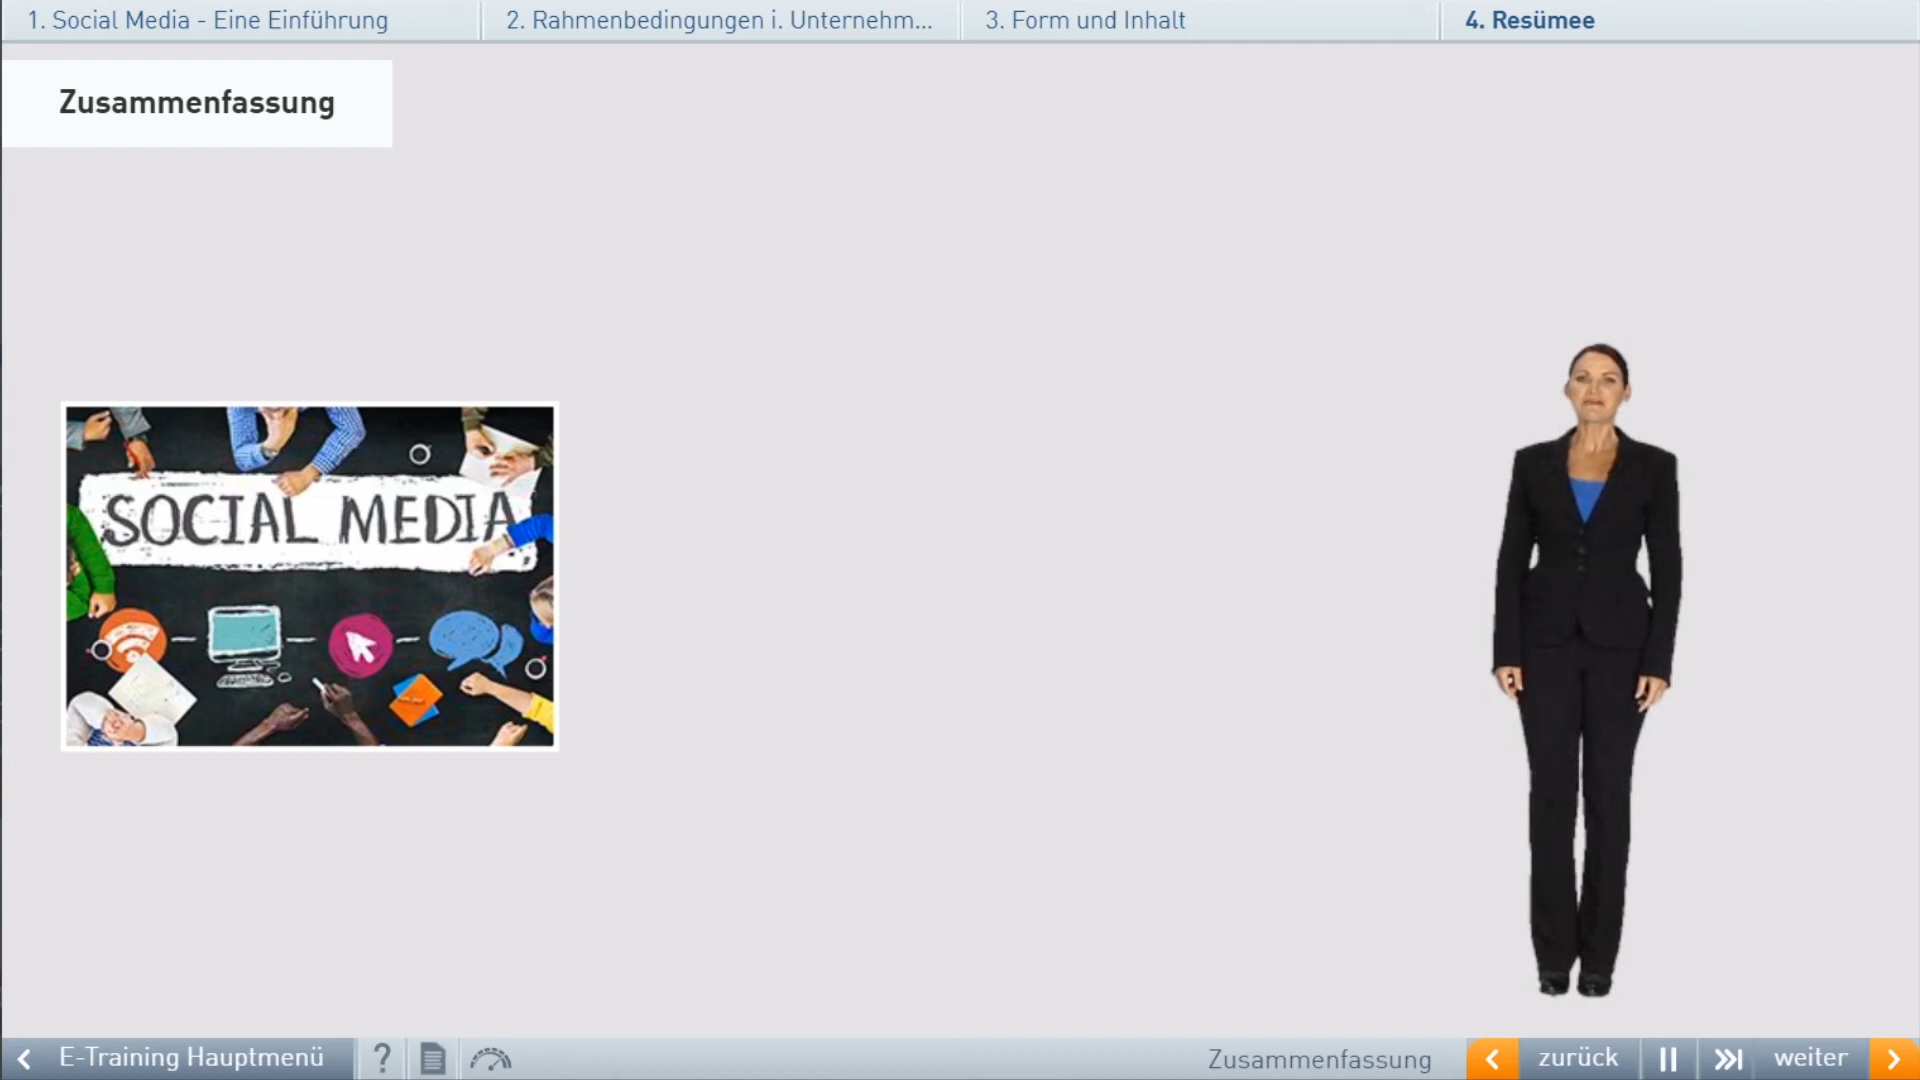 1. Social Media - Eine Einführung
2. Rahmenbedingungen i. Unternehm...
3. Form und Inhalt
4. Resümee
Zusammenfassung
SOCIAL MEDIA
E-Training Hauptmenü
?
Zusammenfassung
zurück
weiter